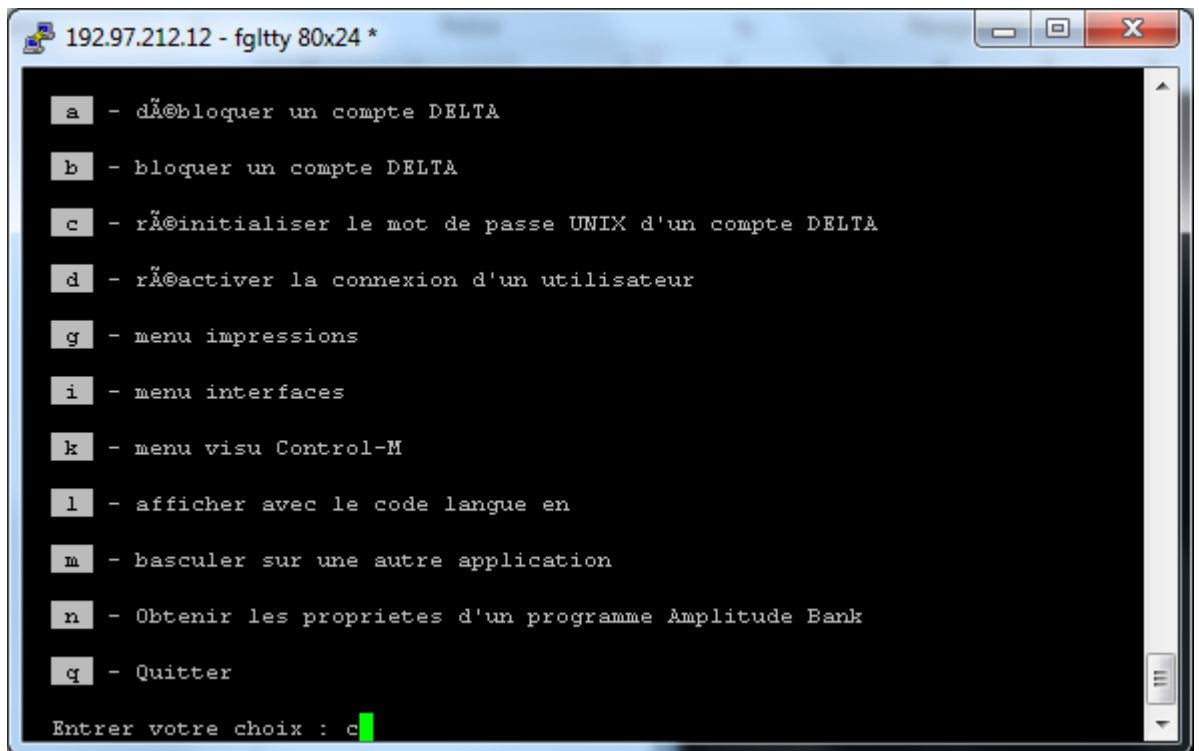 192.97.212.12 - fgltty 80x24 *
a - dÃ©bloquer un compte DELTA
b - bloquer un compte DELTA
c - rÃ©initialiser le mot de passe UNIX d'un compte DELTA
d - rÃ©activer la connexion d'un utilisateur
g - menu impressions
i - menu interfaces
k - menu visu Control-M
l - afficher avec le code langue en
m - basculer sur une autre application
n - Obtenir les proprietes d'un programme Amplitude Bank
q - Quitter
Entrer votre choix : c